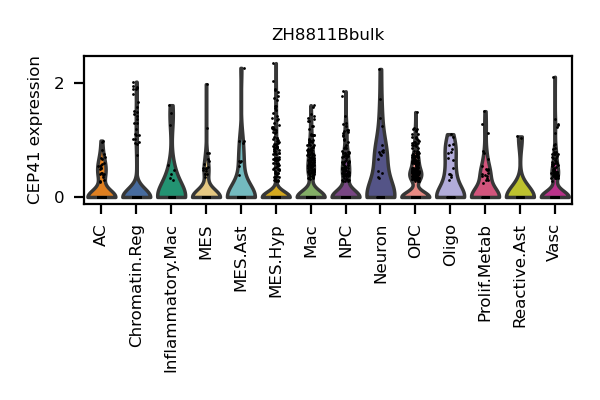 ZH8811Bbulk
CEP41 expression
2
0
AC
Chromatin.Reg
Inflammatory.Mac
MES
MES.Ast
MES.Hyp
Mac
NPC
Neuron
OPC
Oligo
Prolif.Metab
Reactive.Ast
Vasc